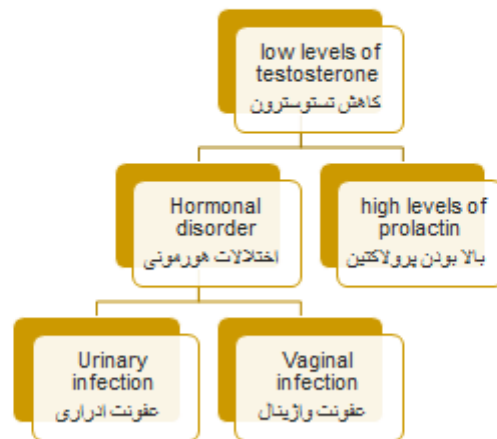 low levels of
testosterone
کاهش تستوسترون
Hormonal
disorder
اختلالات هورمونی
high levels of
prolactin
بالا بودن پرولاکتین
Urinary
infection
عفونت ادراری
Vaginal
infection
عفونت واژینال